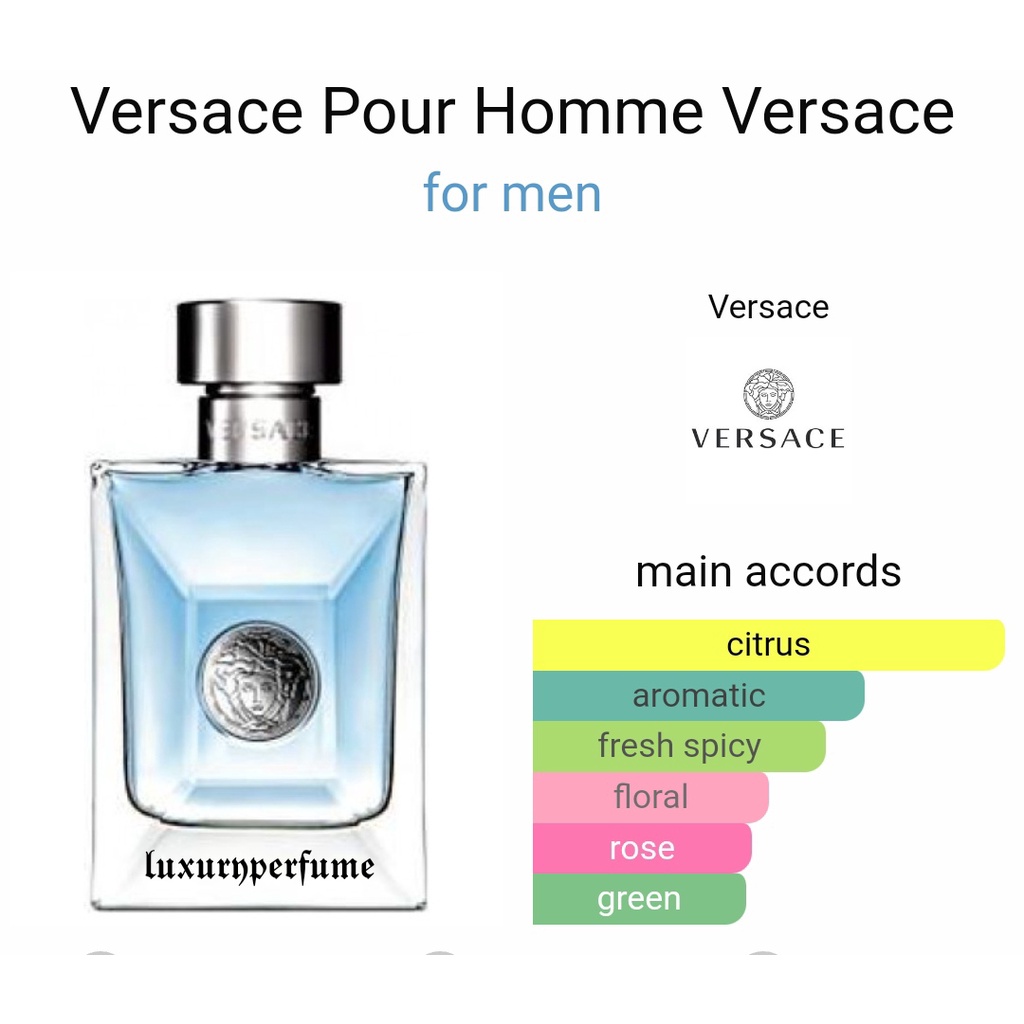 Versace Pour Homme Versace
for men
Versace
VERSACE
main accords
citrus
aromatic
fresh spicy
floral
rose
green
luxuryperfume